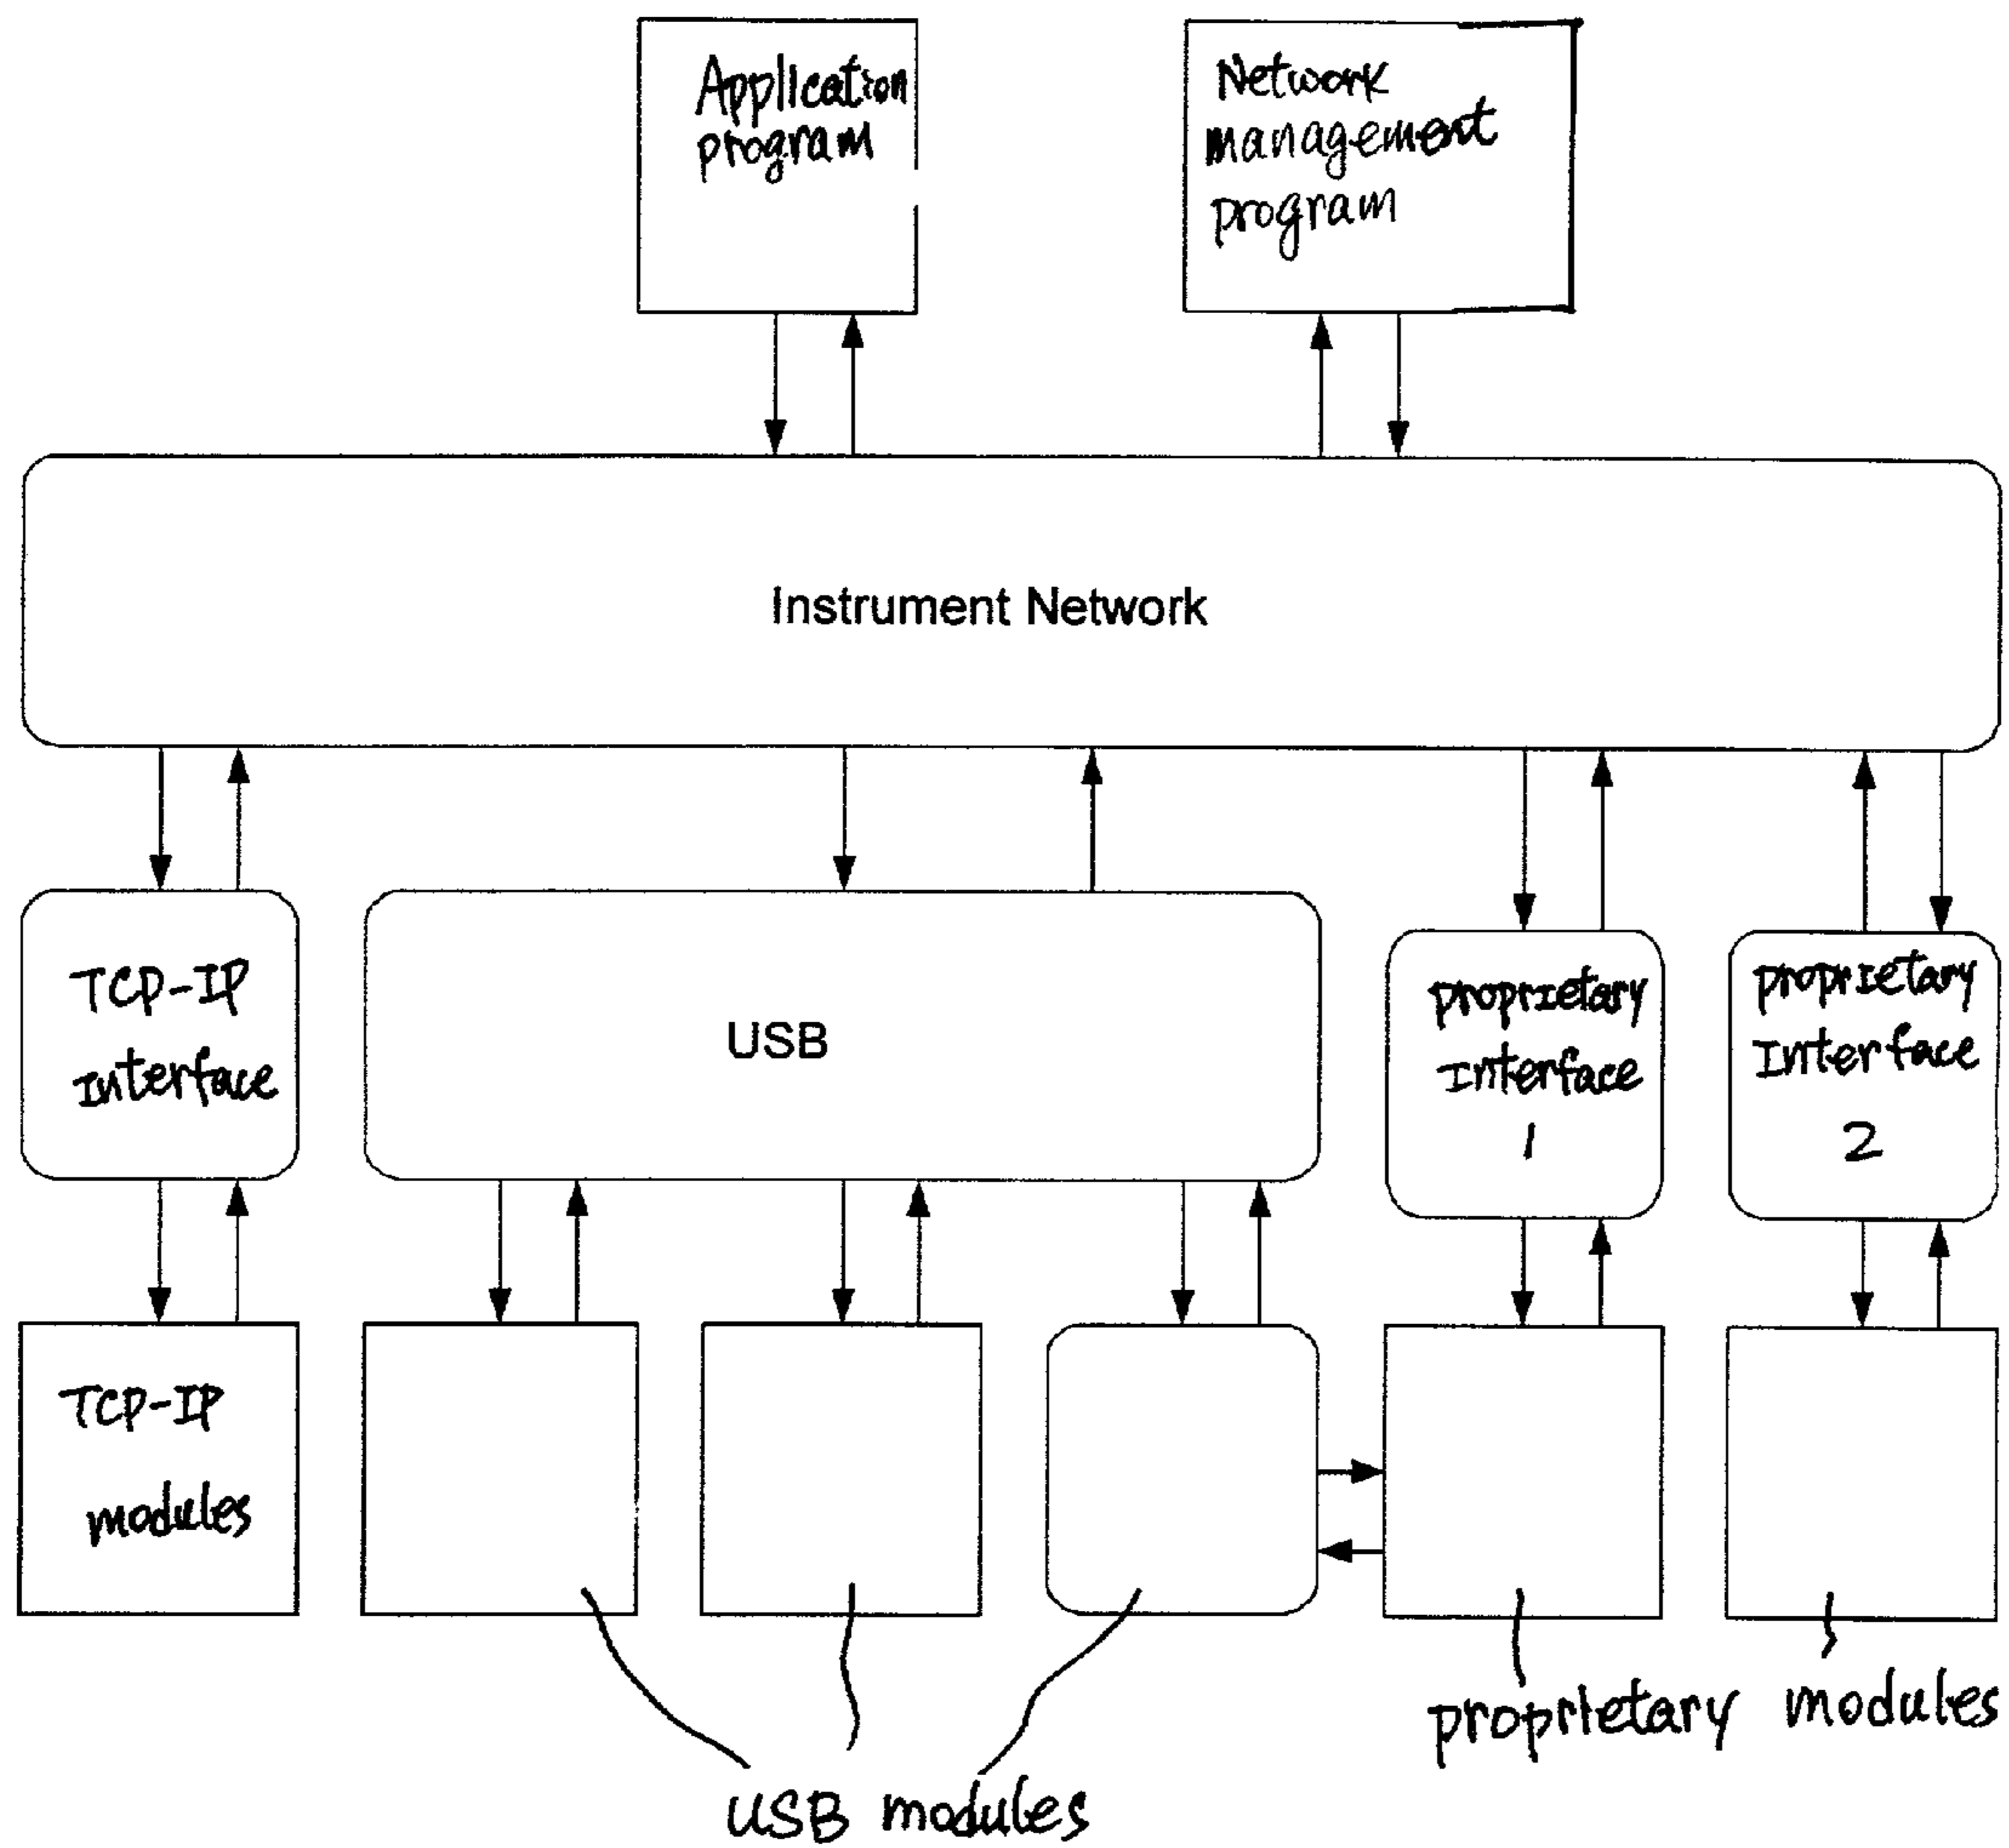 Application
program
Network
management
program
Instrument Network
TCP-IP
Interface
USB
proprietary
Interface
1
proprietary
Interface
2
TCP-IP
modules
proprietary modules
USB modules